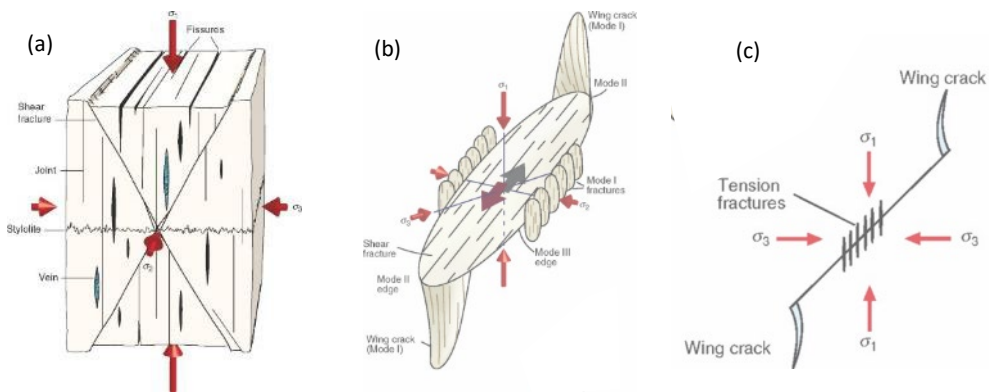 (a)
σ₁
Fissures
Shear
fracture
Joint
Stylolite
Vein
σ₃
σ₂
(b)
Wing crack
(Mode I)
Mode II
σ₁
Mode I
fractures
σ₂
σ₃
Shear
fracture
Mode III
edge
Mode II
edge
Wing crack
(Mode I)
(c)
Wing crack
σ₁
Tension
fractures
σ₃
σ₃
σ₁
Wing crack